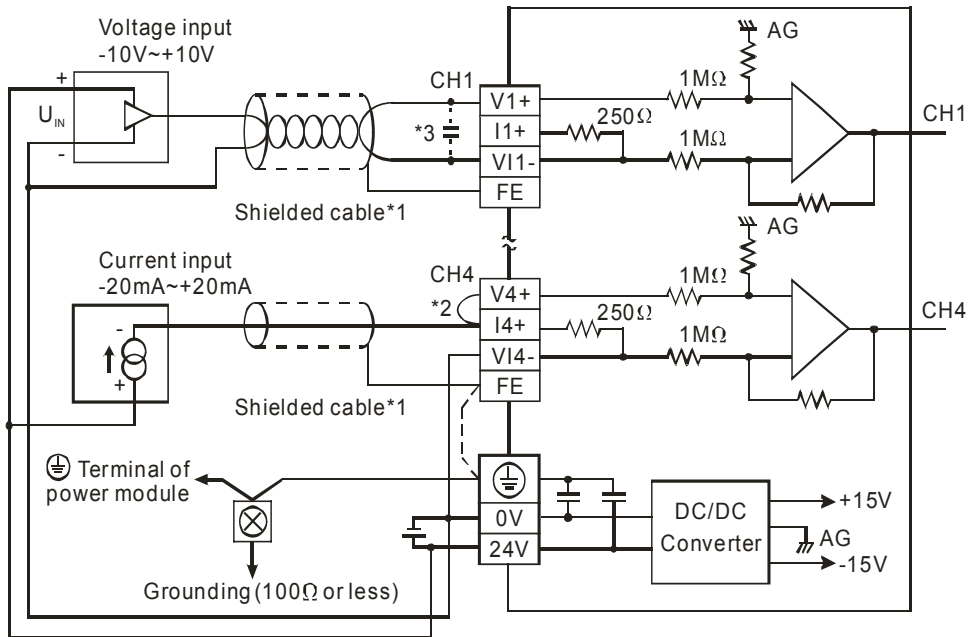 Voltage input
-10V~+10V
+
UIN
-
CH1
*3
Shielded cable*1
V1+
I1+
VI1-
FE
250Ω
1MΩ
1MΩ
AG
CH1
Current input
-20mA~+20mA
-
+
CH4
*2
Shielded cable*1
V4+
I4+
VI4-
FE
250Ω
1MΩ
1MΩ
AG
CH4
Terminal of
power module
Grounding (100Ω or less)
0V
24V
DC/DC
Converter
+15V
AG
-15V